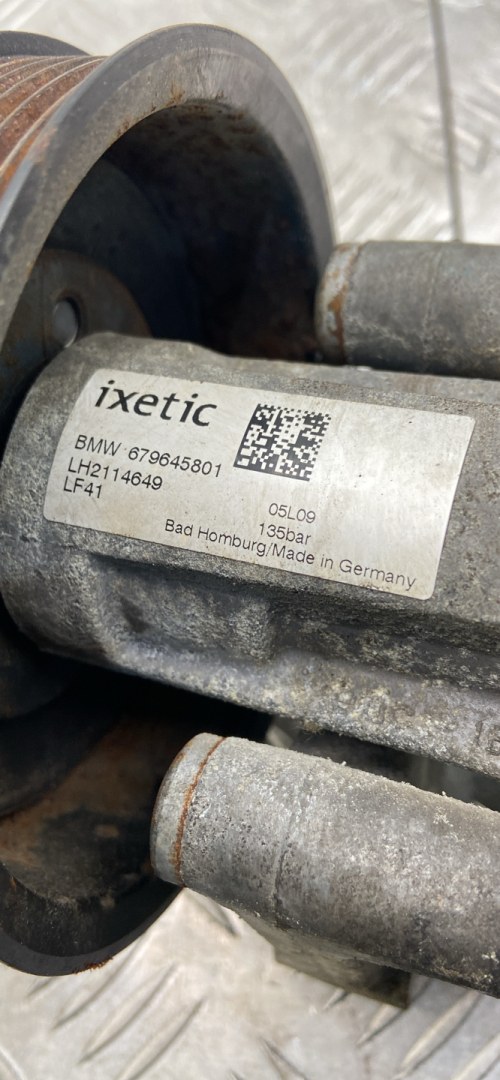 ixetic
BMW 679645801
LH2114649
LF41
05L09
135bar
Bad Homburg/Made in Germany